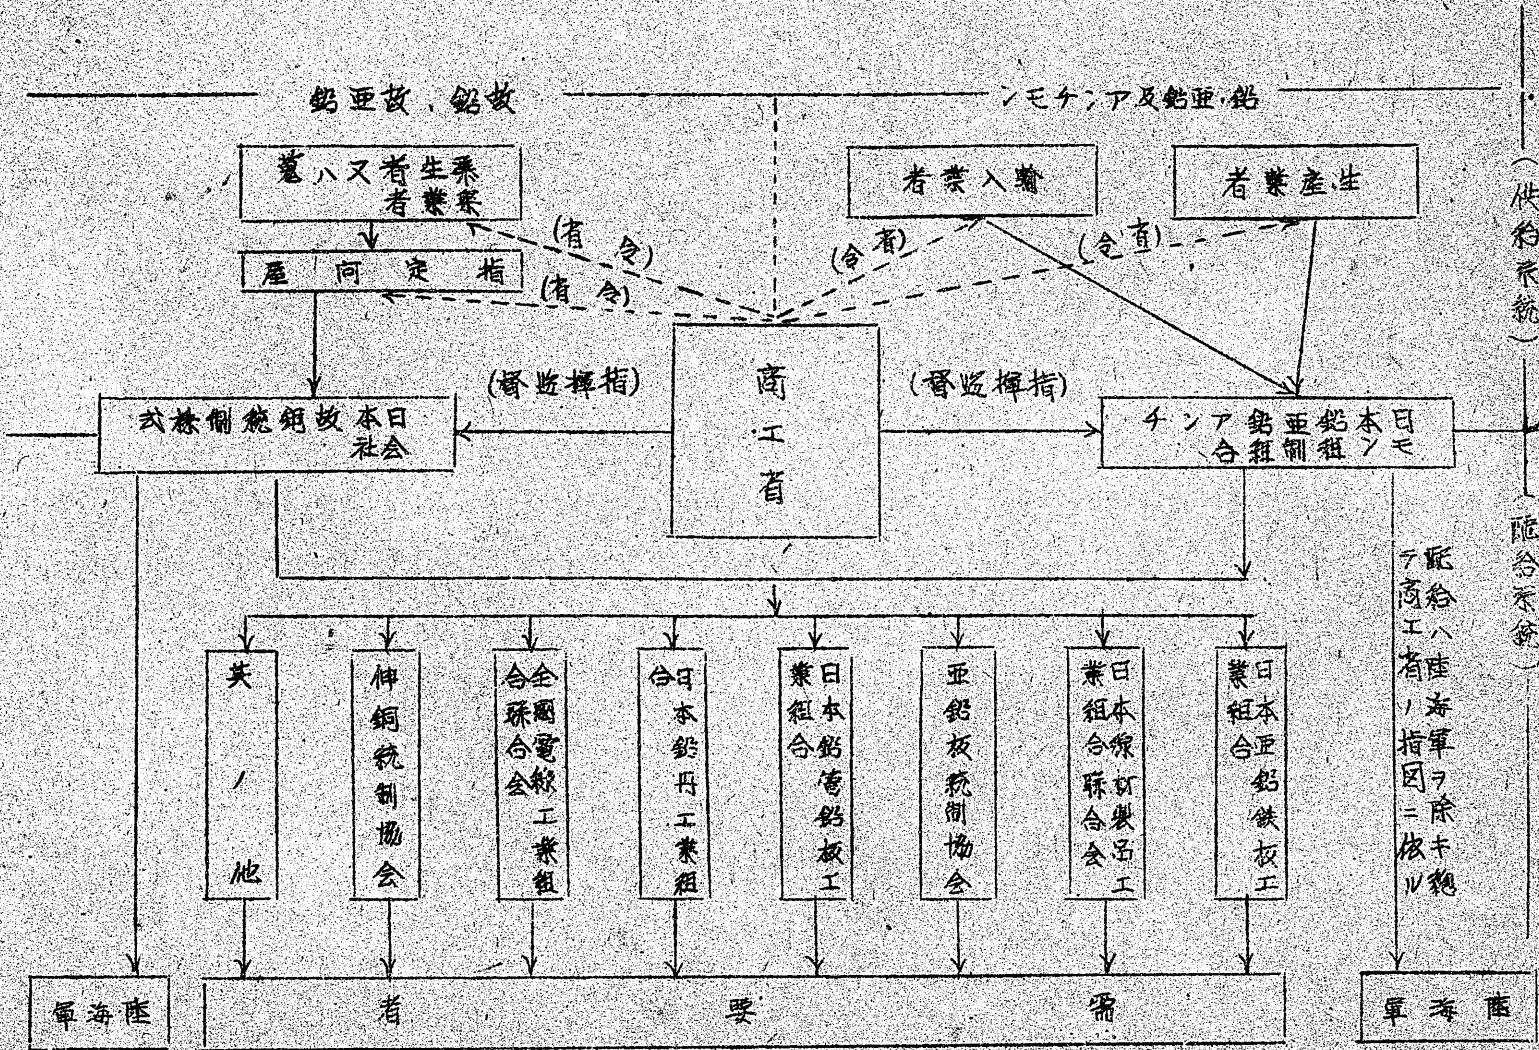 鉛、亜鉛及アンチモン
故鉛、故亜鉛
(供給系統)
生産業者
輸入業者
発生者又ハ蒐
集業者
指定問屋
(省令)
(省令)
(省令)
(省令)
商工省
(指揮監督)
(指揮監督)
日本鉛亜鉛アンチ
モン統制組合
日本故銅統制株式
会社
配給系統)
配給ハ陸海軍ヲ除キ總
テ商工省ノ指図ニ依ル
日本亜鉛鉄板工
業組合
日本線材製品工
業組合聯合会
亜鉛板統制協会
日本鉛管鉛板工
業組合
日本鉛丹工業組
合
全国電線工業組
合聯合会
伸銅統制協会
其ノ他
陸海軍
需要者
陸海軍